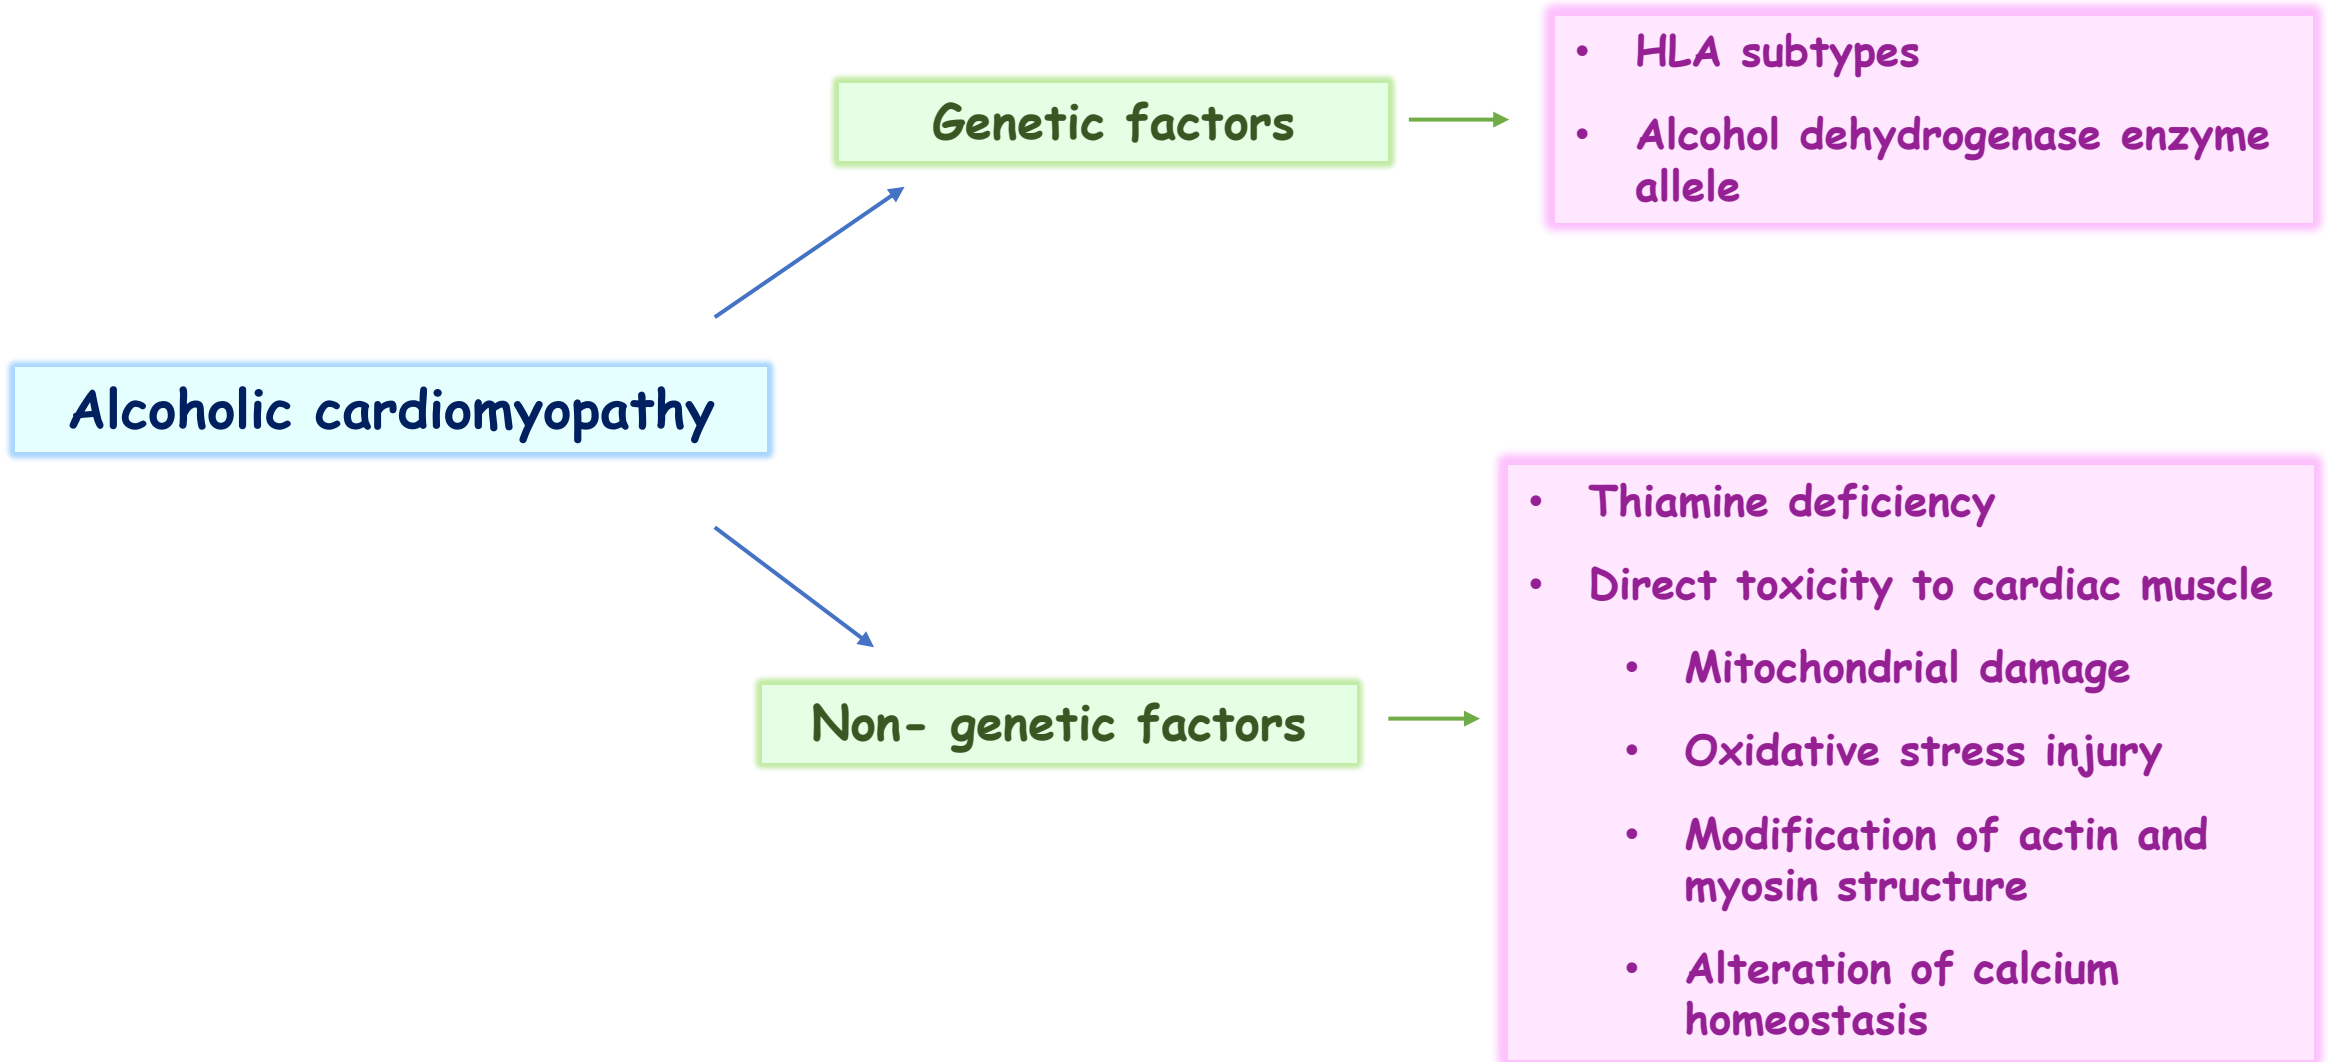 Genetic factors
• HLA subtypes
• Alcohol dehydrogenase enzyme
allele
Alcoholic cardiomyopathy
Non- genetic factors
• Thiamine deficiency
• Direct toxicity to cardiac muscle
• Mitochondrial damage
• Oxidative stress injury
• Modification of actin and
myosin structure
• Alteration of calcium
homeostasis